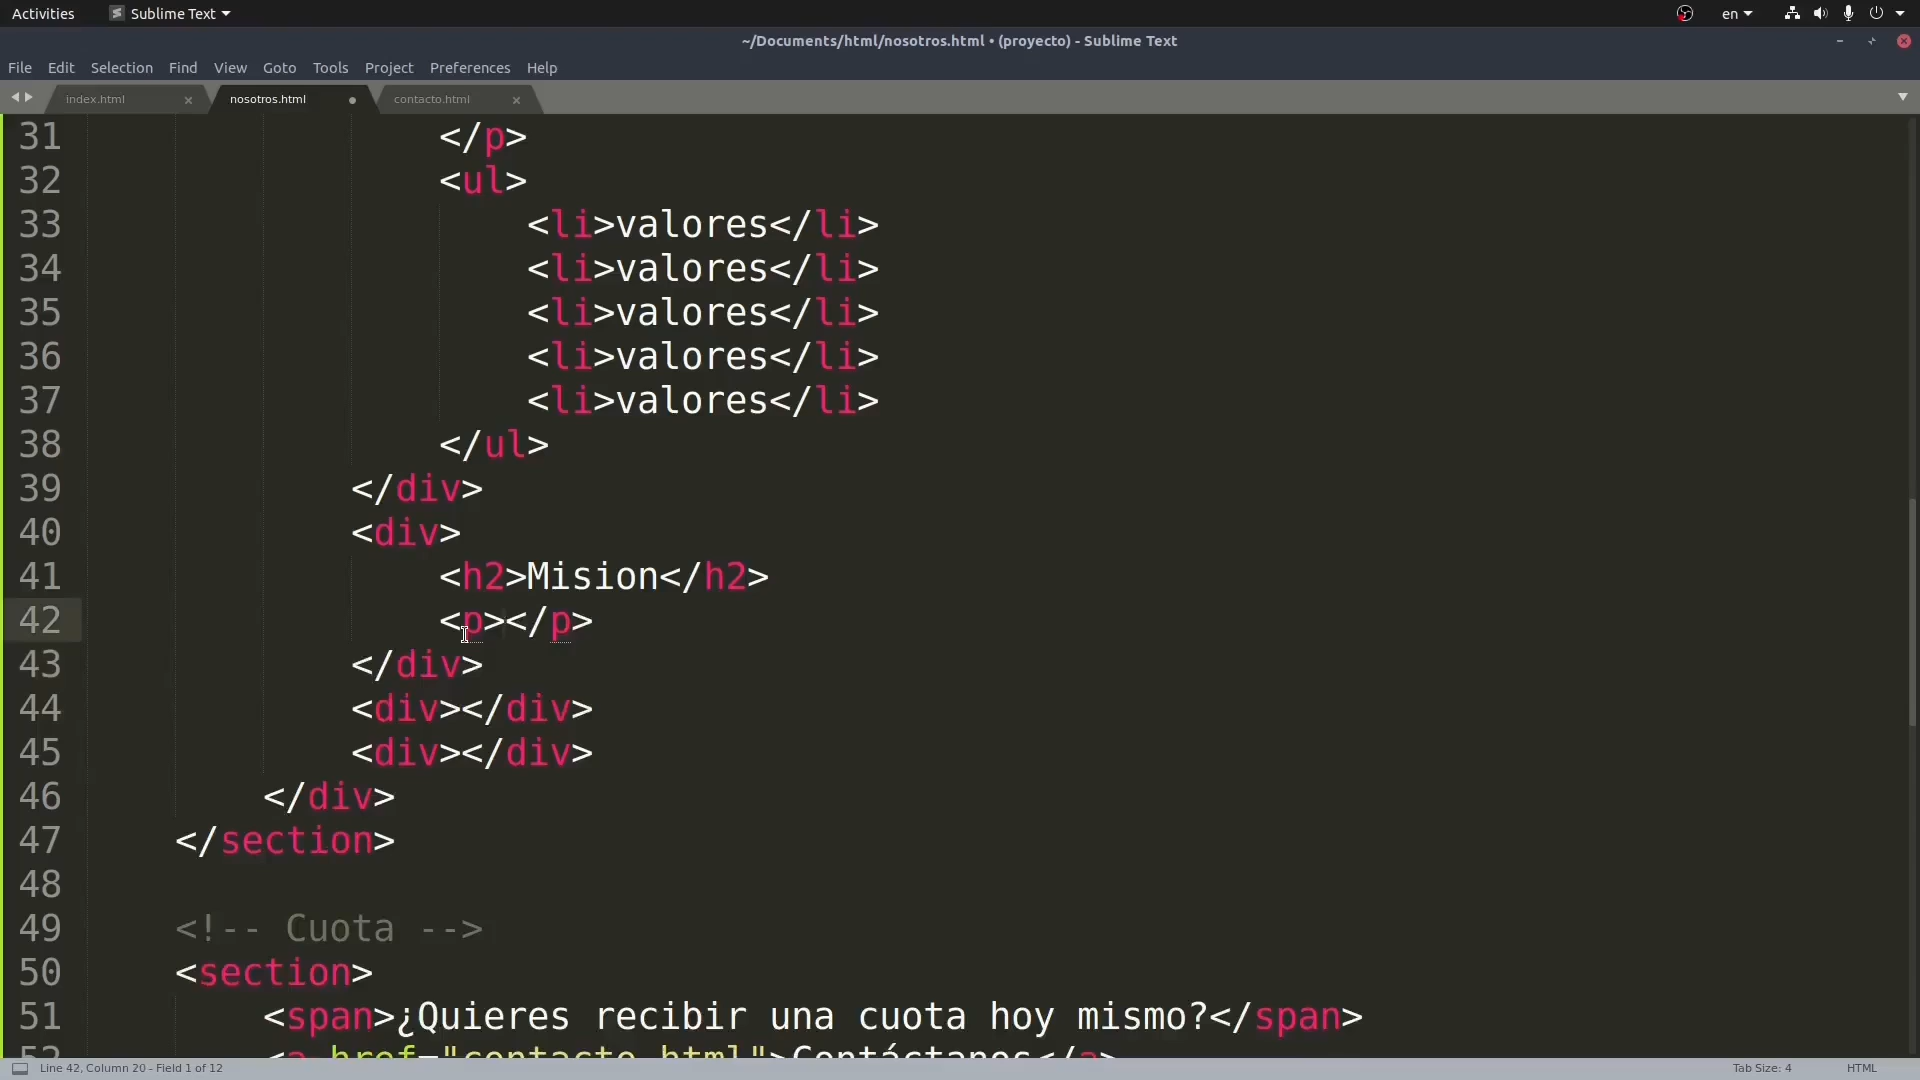 Activities Sublime Text en
~/Documents/html/nosotros.html • (proyecto) - Sublime Text
File Edit Selection Find View Goto Tools Project Preferences Help
index.html nosotros.html contacto.html
31 </p>
32 <ul>
33 <li>valores</li>
34 <li>valores</li>
35 <li>valores</li>
36 <li>valores</li>
37 <li>valores</li>
38 </ul>
39 </div>
40 <div>
41 <h2>Mision</h2>
42 <p></p>
43 </div>
44 <div></div>
45 <div></div>
46 </div>
47 </section>
48
49 <!-- Cuota -->
50 <section>
51 <span>¿Quieres recibir una cuota hoy mismo?</span>
52 <a href="contacto.html">Contáctanos</a>
Line 42, Column 20 - Field 1 of 12 Tab Size: 4 HTML